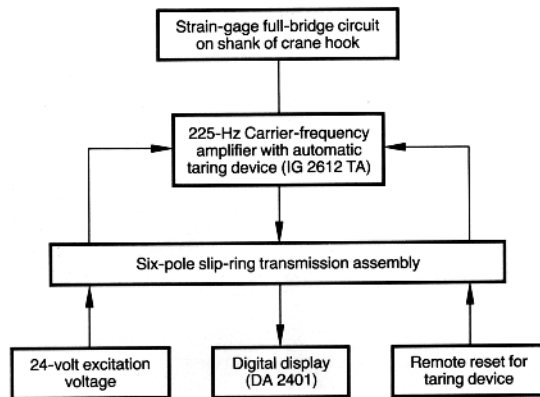 Strain-gage full-bridge circuit
on shank of crane hook
225-Hz Carrier-frequency
amplifier with automatic
taring device (IG 2612 TA)
Six-pole slip-ring transmission assembly
24-volt excitation
voltage
Digital display
(DA 2401)
Remote reset for
taring device